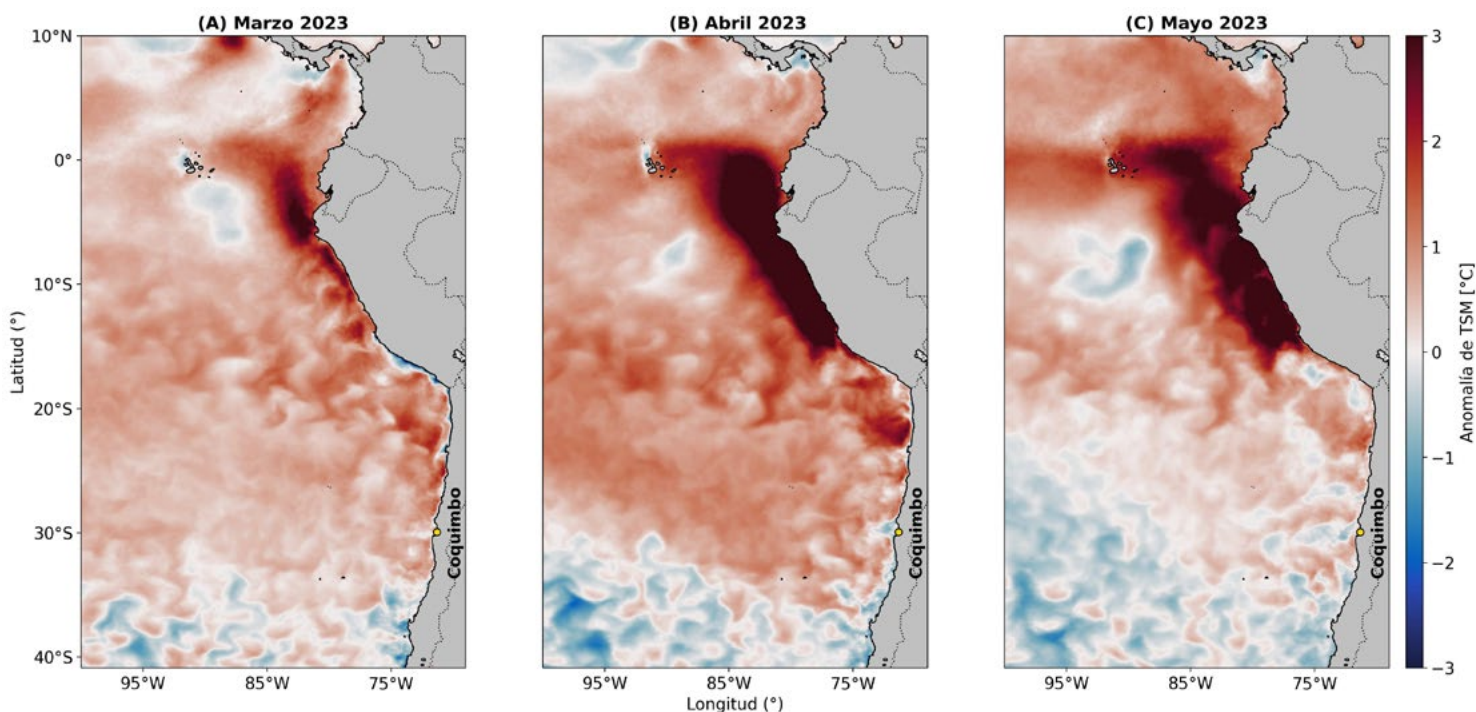 (A) Marzo 2023
(B) Abril 2023
(C) Mayo 2023
10°N
0°
10°S
20°S
30°S
40°S
Latitud (°)
95°W
85°W
75°W
95°W
85°W
75°W
95°W
85°W
75°W
Longitud (°)
Coquimbo
Coquimbo
Coquimbo
3
2
1
0
−1
−2
−3
Anomalía de TSM [°C]